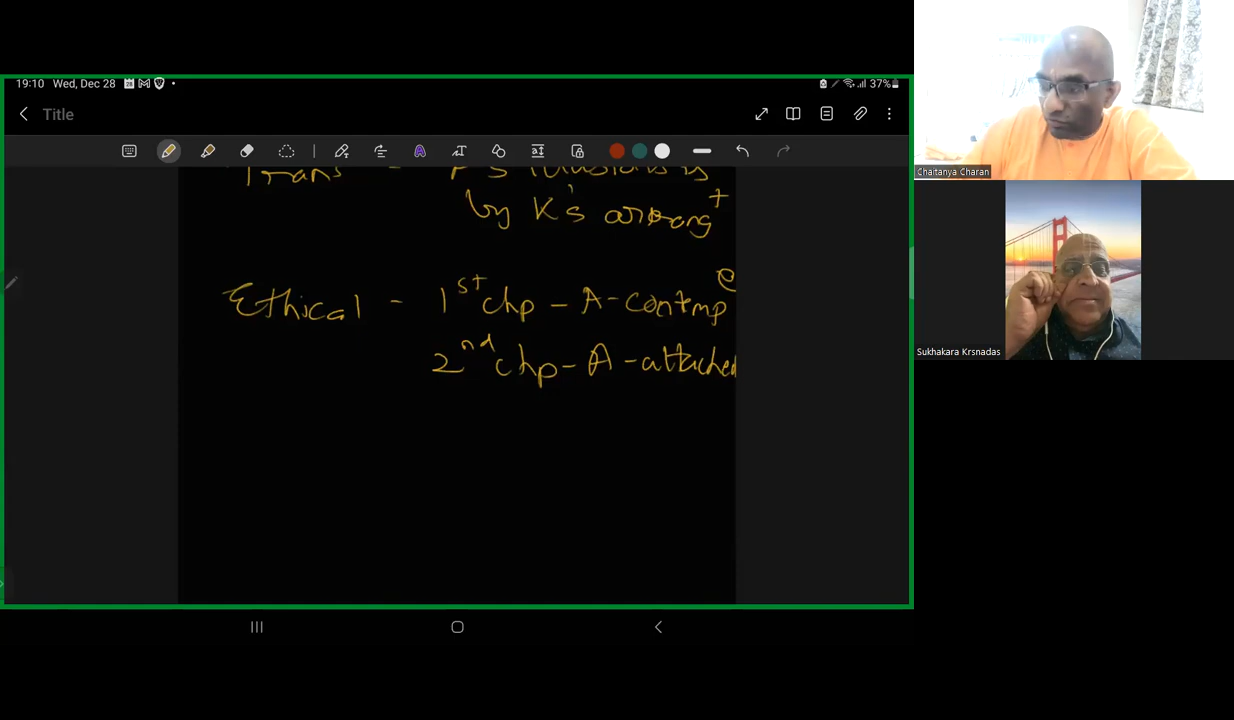 19:10 Wed, Dec 28 37%
Title
Trans -
by K's arrang+
Ethical - 1st chp - A - contmp
2nd chp - A - attached
Chaitanya Charan
Sukhakara Krsnadas